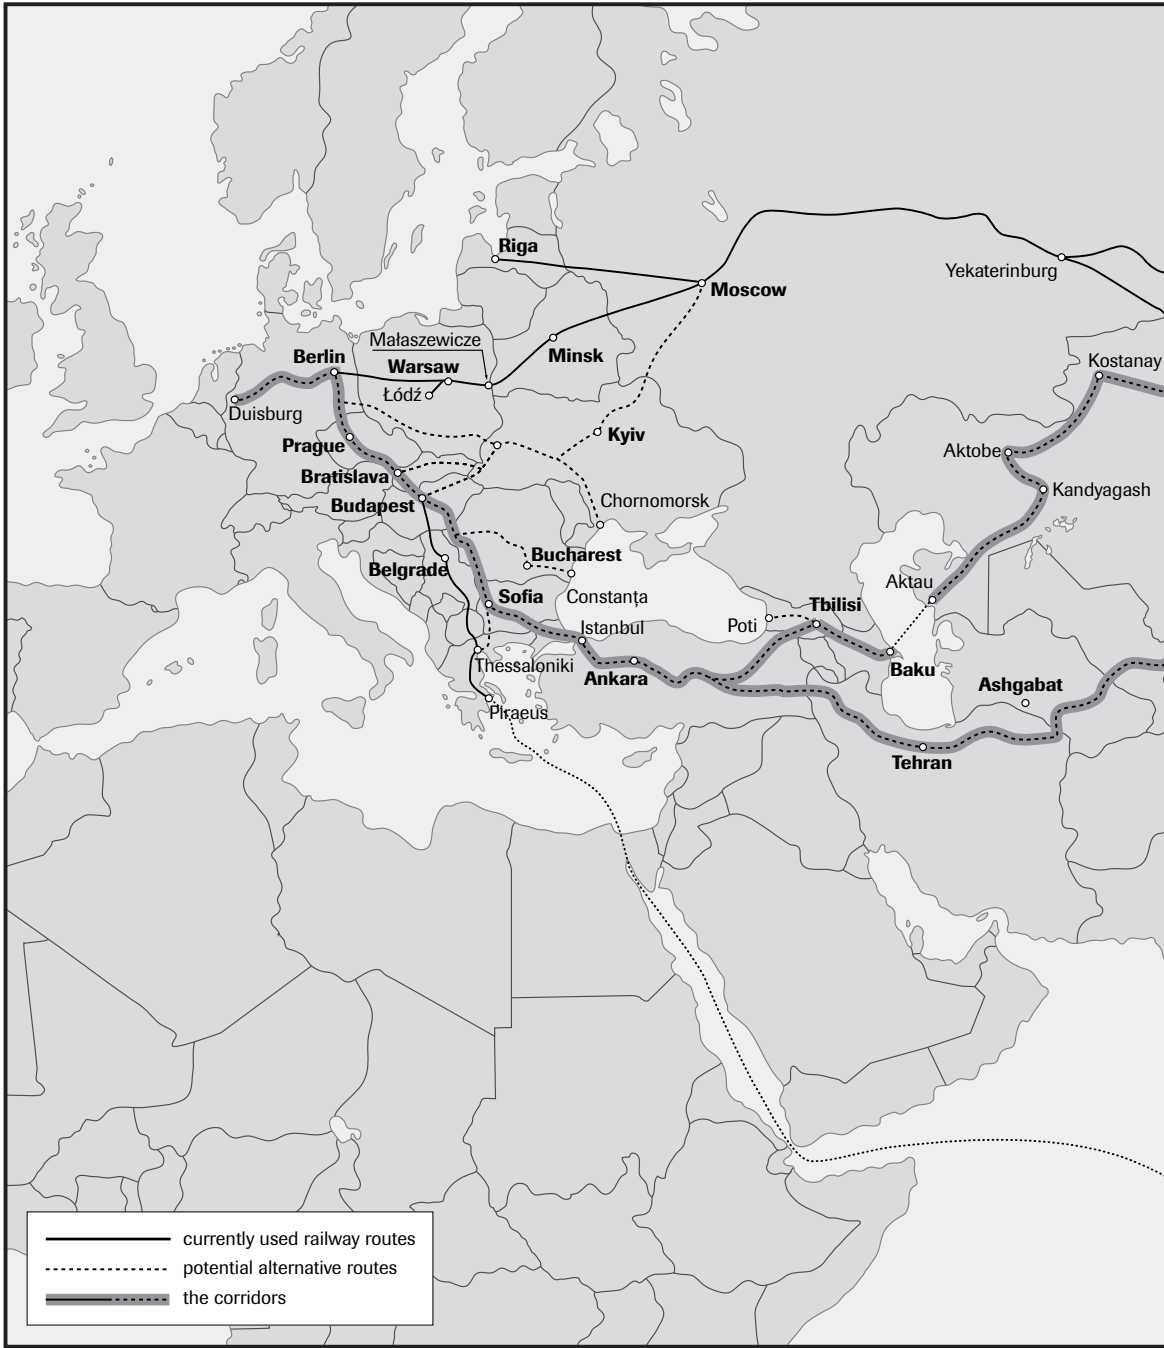 Riga
Moscow
Yekaterinburg
Małaszewicze
Minsk
Berlin
Warsaw
Łódź
Kostanay
Duisburg
Prague
Kyiv
Aktobe
Bratislava
Kandyagash
Budapest
Chornomorsk
Bucharest
Belgrade
Aktau
Constanța
Sofia
Tbilisi
Istanbul
Poti
Thessaloniki
Ankara
Baku
Ashgabat
Piraeus
Tehran
currently used railway routes
potential alternative routes
the corridors